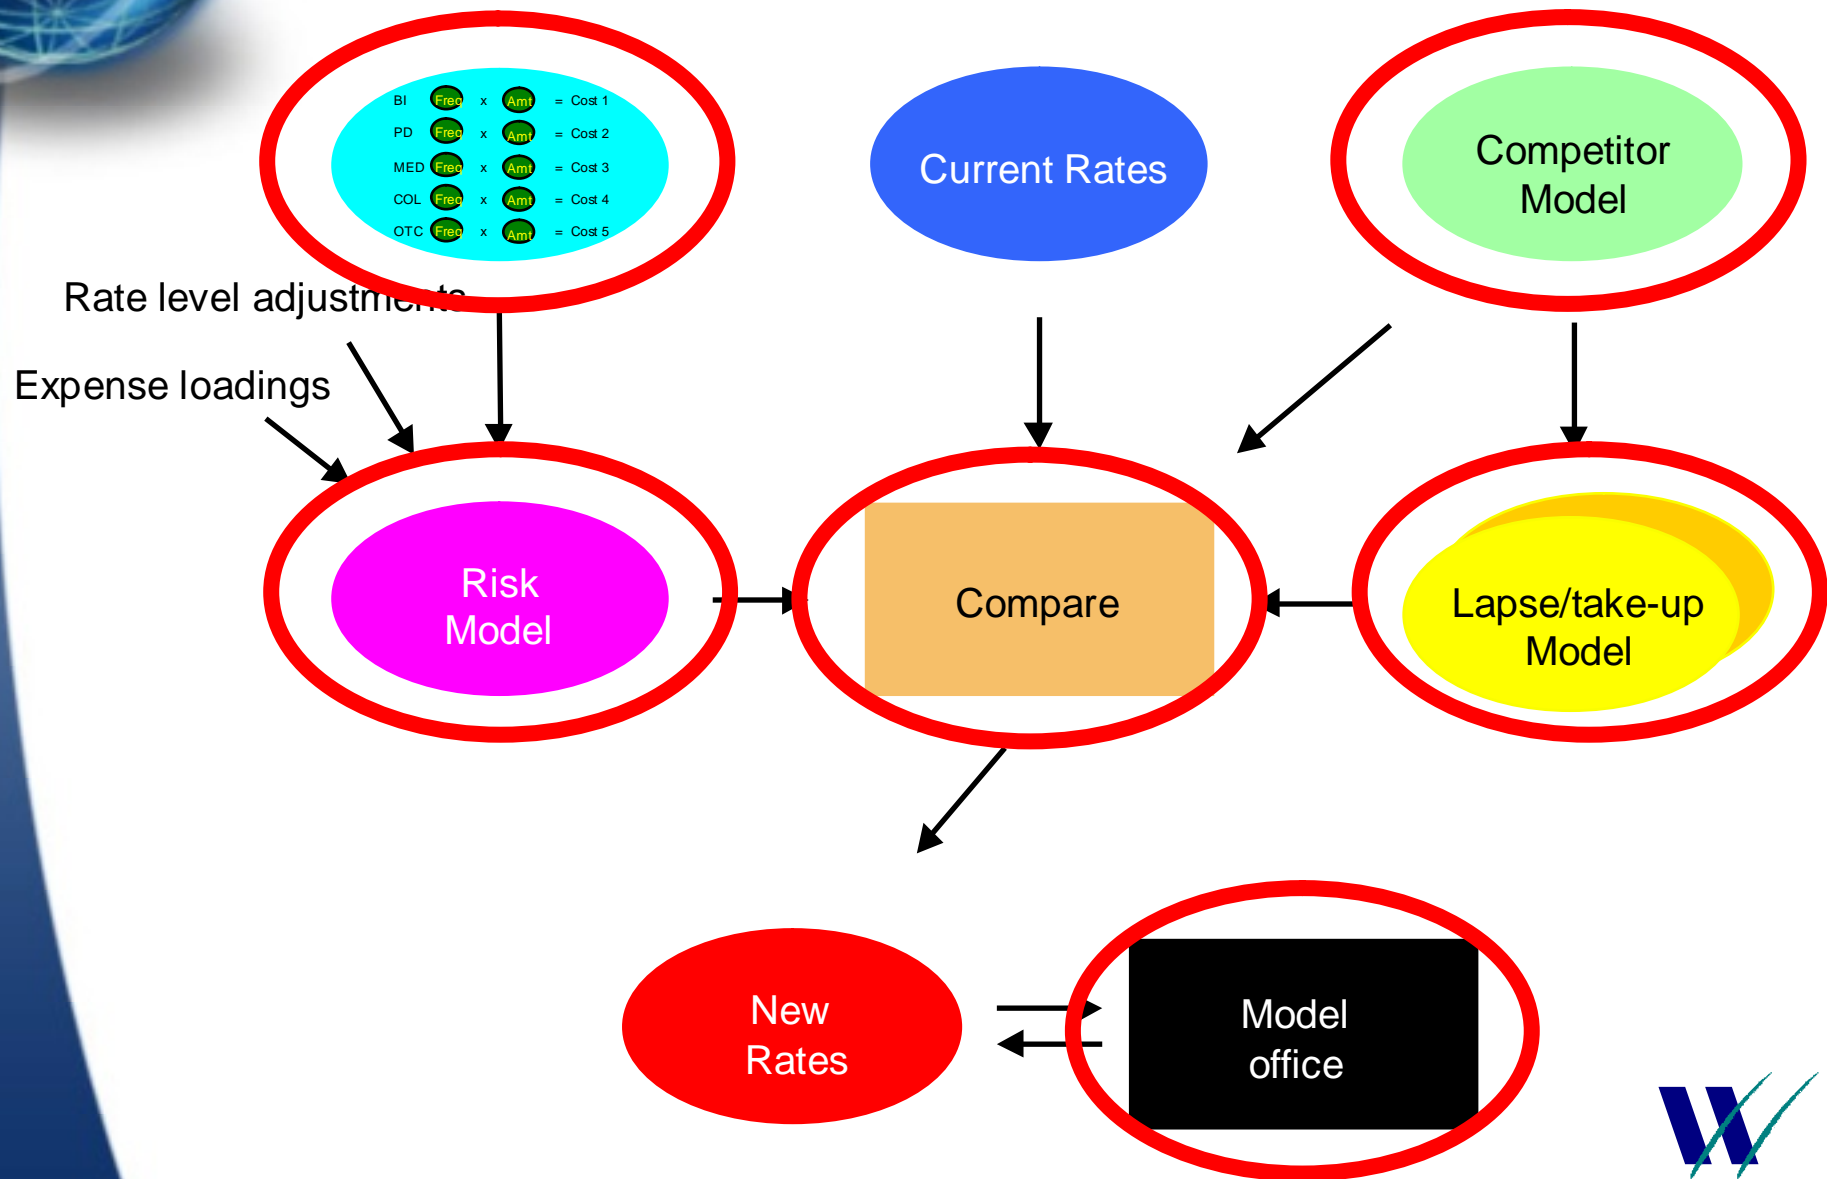 BI Freq x Amt = Cost 1
PD Freq x Amt = Cost 2
MED Freq x Amt = Cost 3
COL Freq x Amt = Cost 4
OTC Freq x Amt = Cost 5
Current Rates
Competitor
Model
Rate level adjustments
Expense loadings
Risk
Model
Compare
Lapse/take-up
Model
New
Rates
Model
office
W